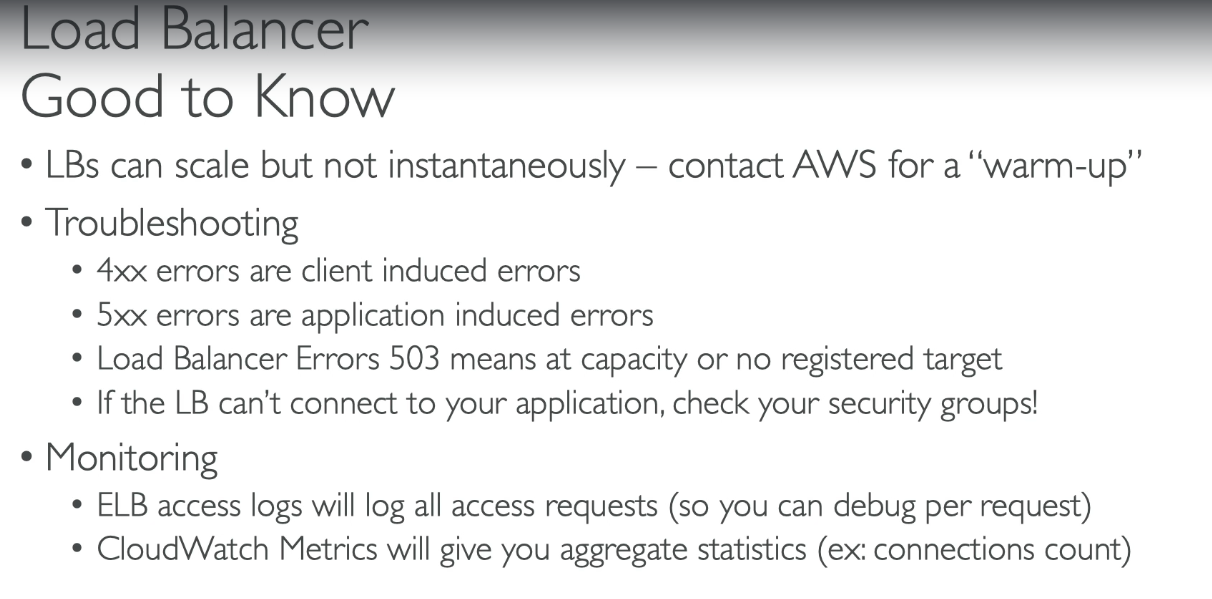 Load Balancer
Good to Know
• LBs can scale but not instantaneously – contact AWS for a “warm-up”
• Troubleshooting
• 4xx errors are client induced errors
• 5xx errors are application induced errors
• Load Balancer Errors 503 means at capacity or no registered target
• If the LB can’t connect to your application, check your security groups!
• Monitoring
• ELB access logs will log all access requests (so you can debug per request)
• CloudWatch Metrics will give you aggregate statistics (ex: connections count)